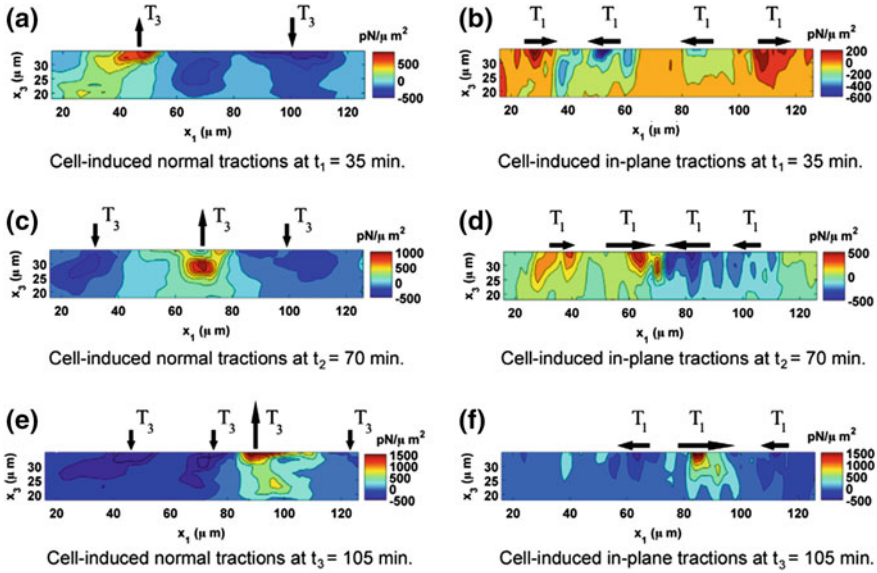 (a)
T3
T3
pN/μ m²
500
0
-500
x3 (μ m)
30
20
20 40 60 80 100 120
x1 (μ m)
Cell-induced normal tractions at t1 = 35 min.
(b)
T1 T1 T1 T1
pN/μ m²
200
0
-200
-400
-600
x3 (μ m)
30
20
20 40 60 80 100 120
x1 (μ m)
Cell-induced in-plane tractions at t1 = 35 min.
(c)
T3 T3 T3
pN/μ m²
1000
500
0
-500
x3 (μ m)
30
20
20 40 60 80 100 120
x1 (μ m)
Cell-induced normal tractions at t2 = 70 min.
(d)
T1 T1 T1 T1
pN/μ m²
500
0
-500
x3 (μ m)
30
20
20 40 60 80 100 120
x1 (μ m)
Cell-induced in-plane tractions at t2 = 70 min.
(e)
T3 T3 T3 T3
pN/μ m²
1500
1000
500
0
-500
x3 (μ m)
30
20
20 40 60 80 100 120
x1 (μ m)
Cell-induced normal tractions at t3 = 105 min.
(f)
T1 T1 T1
pN/μ m²
1500
1000
500
0
-500
x3 (μ m)
30
20
20 40 60 80 100 120
x1 (μ m)
Cell-induced in-plane tractions at t3 = 105 min.